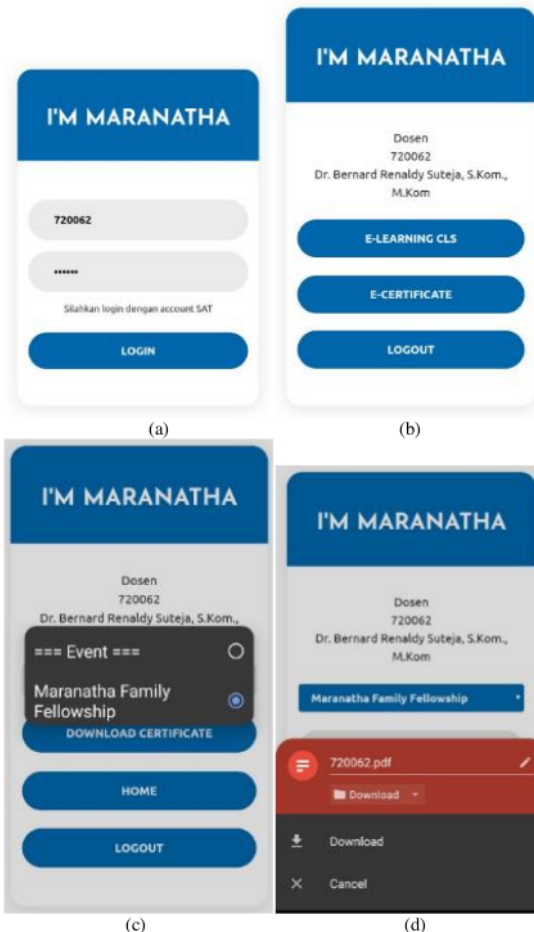 I'M MARANATHA
720062
••••••
Silahkan login dengan account SAT
LOGIN
(a)
I'M MARANATHA
Dosen
720062
Dr. Bernard Renaldy Suteja, S.Kom.,
M.Kom
E-LEARNING CLS
E-CERTIFICATE
LOGOUT
(b)
I'M MARANATHA
Dosen
720062
Dr. Bernard Renaldy Suteja, S.Kom.,
=== Event ===
Maranatha Family
Fellowship
DOWNLOAD CERTIFICATE
HOME
LOGOUT
(c)
I'M MARANATHA
Dosen
720062
Dr. Bernard Renaldy Suteja, S.Kom.,
M.Kom
Maranatha Family Fellowship
720062.pdf
Download
Download
Cancel
(d)